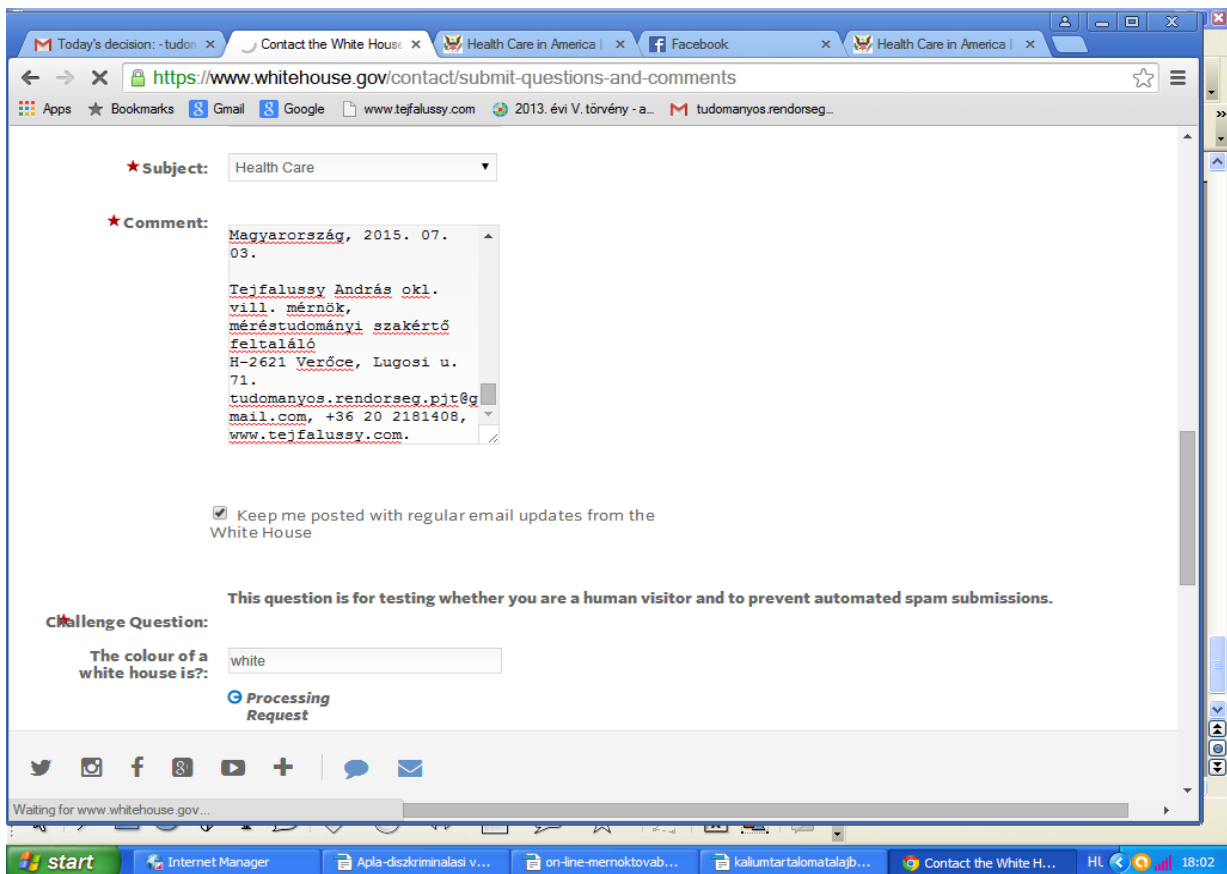 Today's decision: - tudon
Contact the White House
Health Care in America |
Facebook
Health Care in America |
https://www.whitehouse.gov/contact/submit-questions-and-comments
Apps Bookmarks Gmail Google www.tejfalussy.com 2013. évi V. törvény - a... tudomanyos.rendorseg...
Subject: Health Care
Comment:
Magyarország, 2015. 07.
03.
Tejfalussy András okl.
vill. mérnök,
méréstudományi szakértő
feltaláló
H-2621 Verőce, Lugosi u.
71.
tudomanyos.rendorseg.pjt@g
mail.com, +36 20 2181408,
www.tejfalussy.com.
Keep me posted with regular email updates from the
White House
This question is for testing whether you are a human visitor and to prevent automated spam submissions.
Challenge Question:
The colour of a
white house is?:
white
Processing
Request
Waiting for www.whitehouse.gov...
start Internet Manager Apla-diszkriminalasi v... on-line-mernoktovab... kaliumtartalomatalajb... Contact the White H... HU 18:02